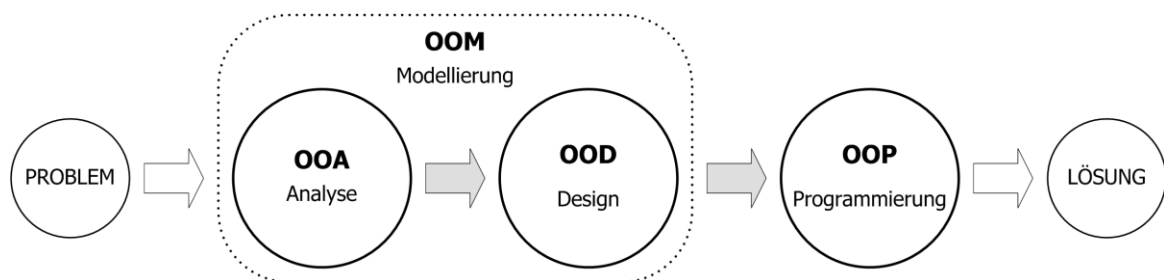 OOM
Modellierung
PROBLEM
OOA
Analyse
OOD
Design
OOP
Programmierung
LÖSUNG